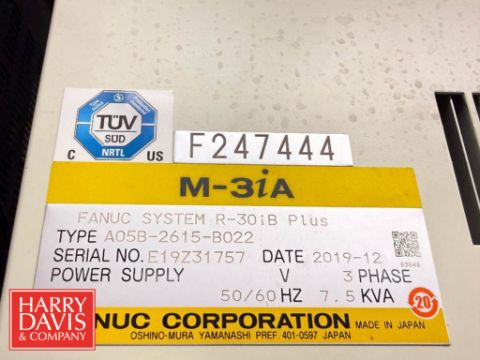 TÜV
SÜD
NRTL
C US
F247444
M-3iA
FANUC SYSTEM R-30iB Plus
TYPE A05B-2615-B022
SERIAL NO. E19Z31757 DATE 2019-12
POWER SUPPLY V 3 PHASE
50/60 HZ 7.5 KVA
20
NUC CORPORATION MADE IN JAPAN
OSHINO-MURA YAMANASHI PREF. 401-0597 JAPAN
HARRY
DAVIS
& COMPANY